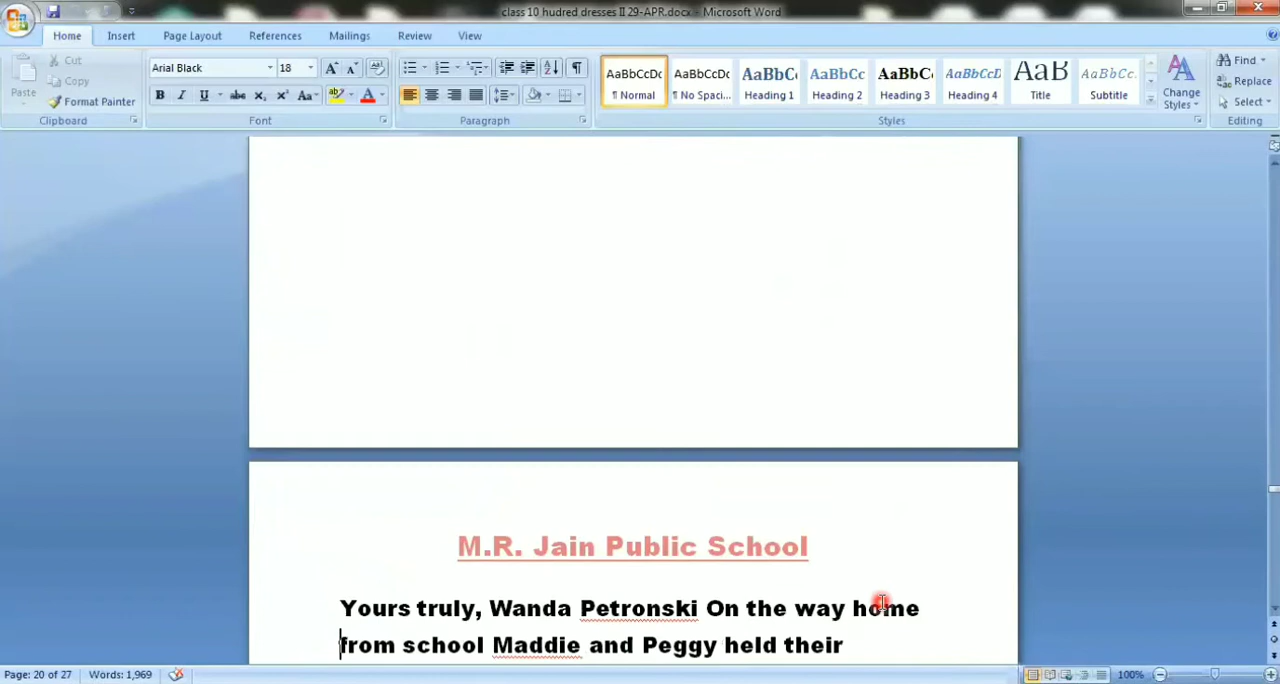 class 10 hudred dresses II 29-APR.docx - Microsoft Word
Home Insert Page Layout References Mailings Review View
Paste
Cut
Copy
Format Painter
Clipboard
Arial Black 18
Font
Paragraph
AaBbCcDc AaBbCcDc AaBbC AaBbCc AaBbC AaBbCcD AaB AaBbCc.
¶ Normal ¶ No Spaci... Heading 1 Heading 2 Heading 3 Heading 4 Title Subtitle
Change
Styles
Styles
Find
Replace
Select
Editing
M.R. Jain Public School
Yours truly, Wanda Petronski On the way home
from school Maddie and Peggy held their
Page: 20 of 27 Words: 1,969 100%